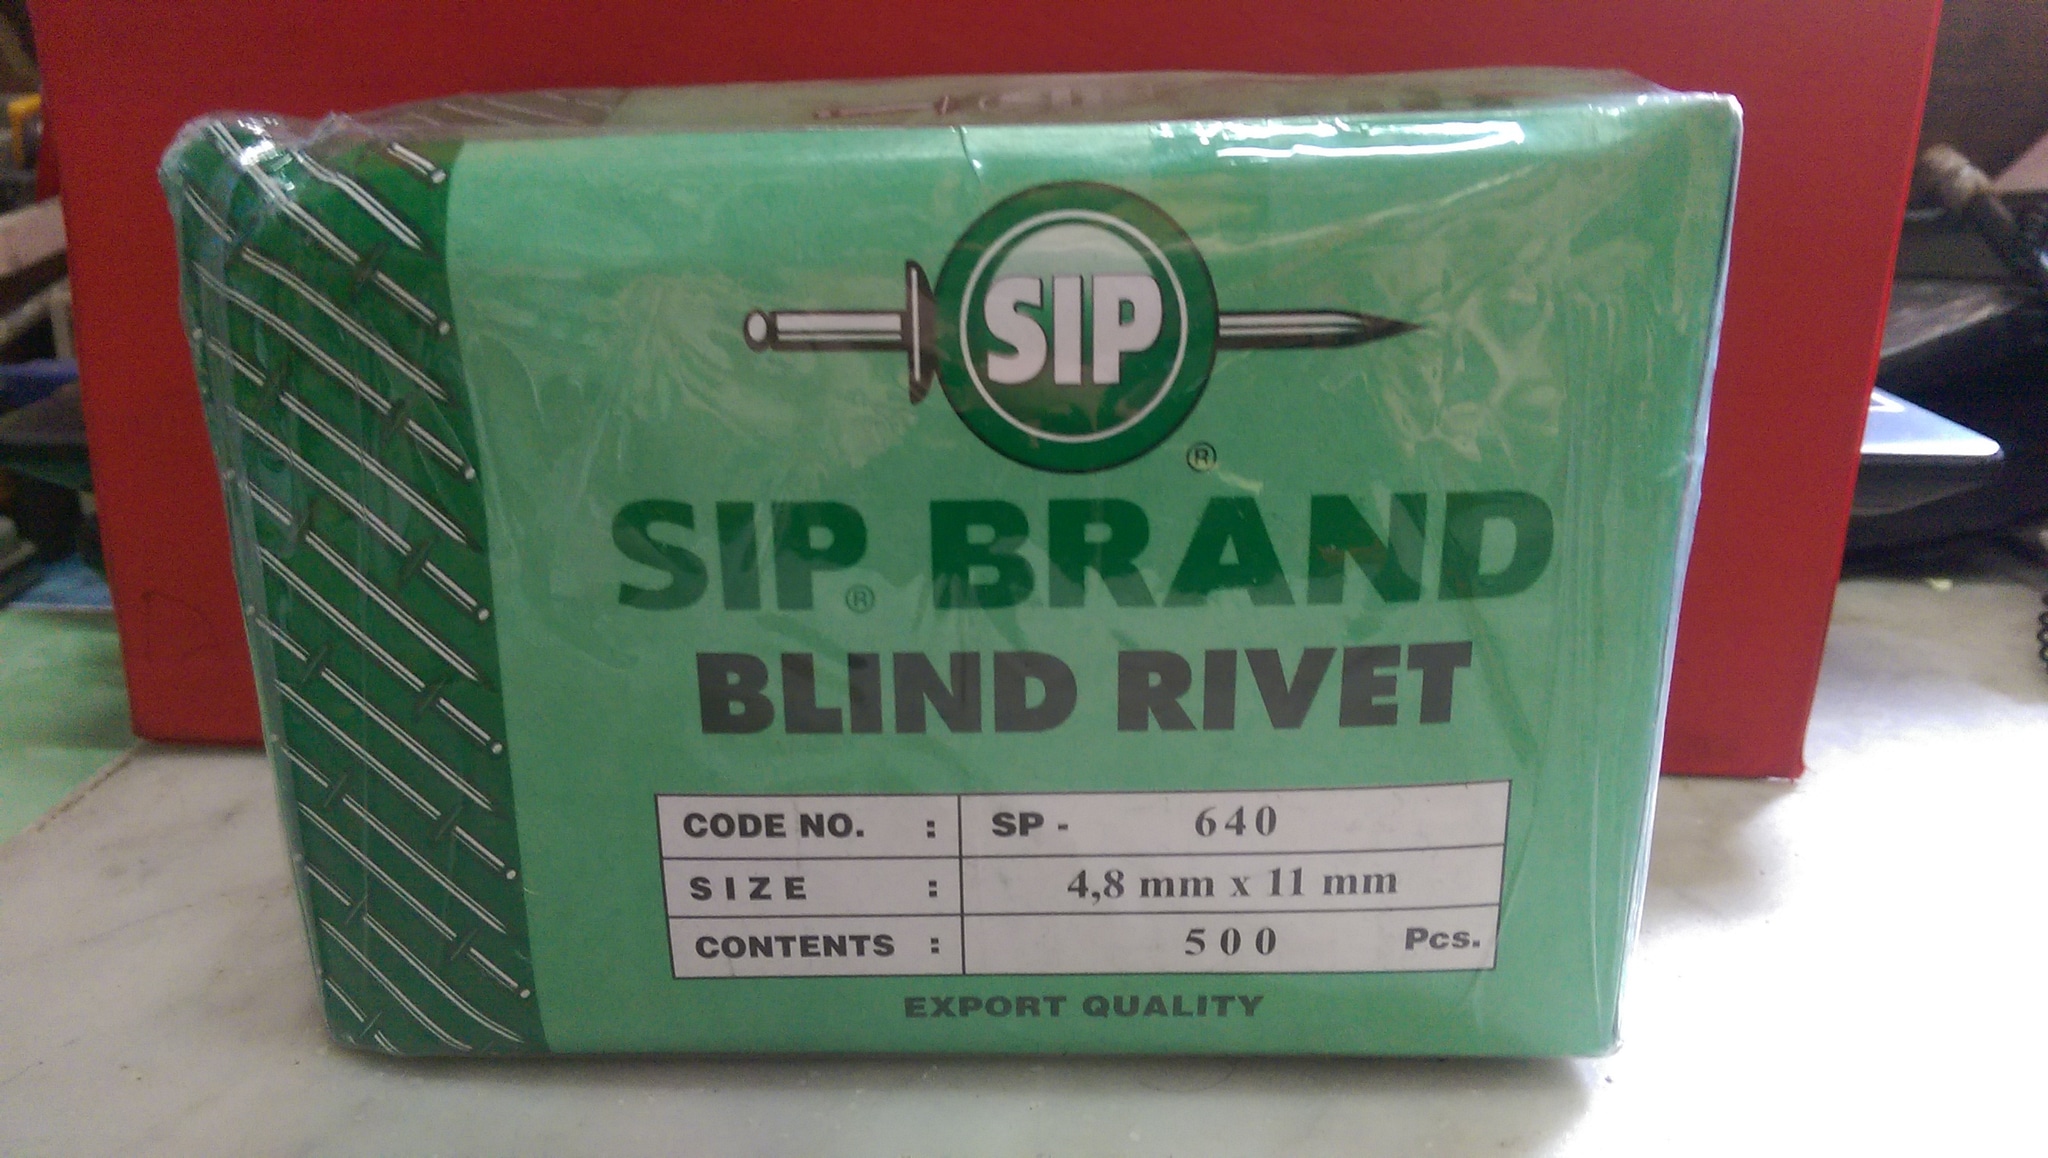 SIP
®
SIP® BRAND
BLIND RIVET
CODE NO. : SP - 640
SIZE : 4,8 mm x 11 mm
CONTENTS : 500 Pcs.
EXPORT QUALITY